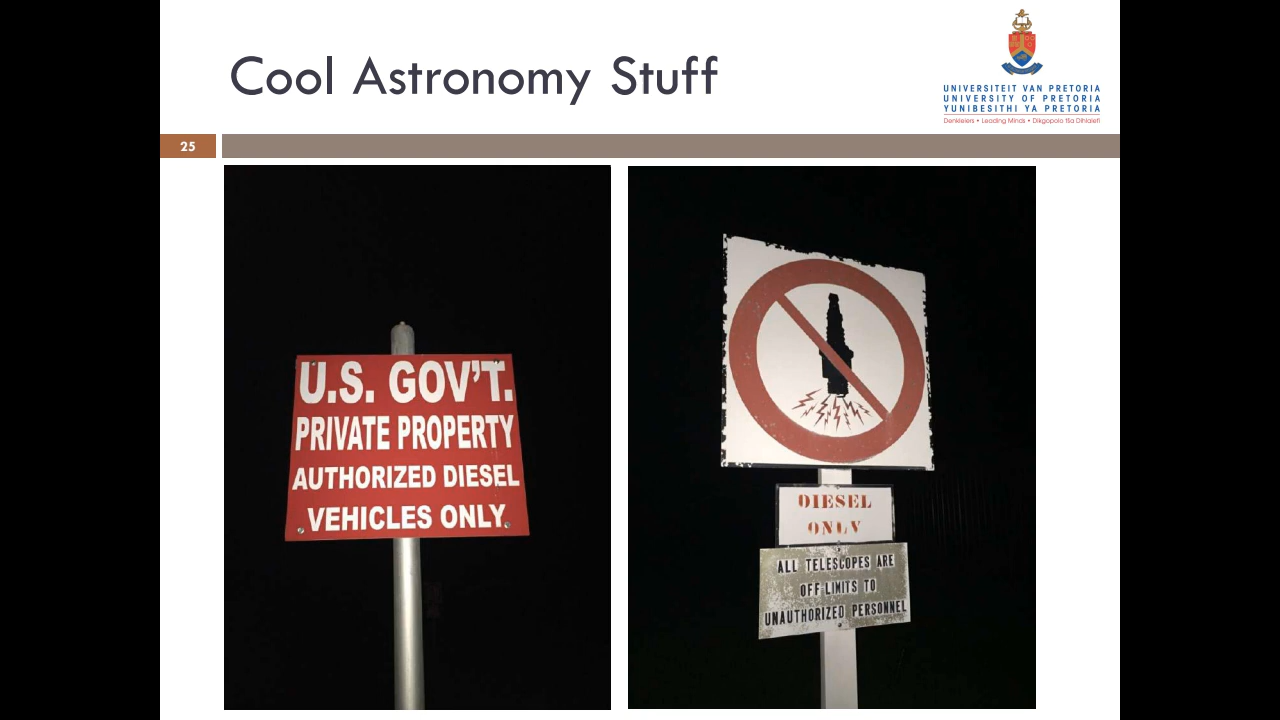 Cool Astronomy Stuff
UNIVERSITEIT VAN PRETORIA
UNIVERSITY OF PRETORIA
YUNIBESITHI YA PRETORIA
Denkleiers • Leading Minds • Dikgopolo tša Dihlalefi
25
U.S. GOV'T.
PRIVATE PROPERTY
AUTHORIZED DIESEL
VEHICLES ONLY
DIESEL
ONLY
ALL TELESCOPES ARE
OFF LIMITS TO
UNAUTHORIZED PERSONNEL